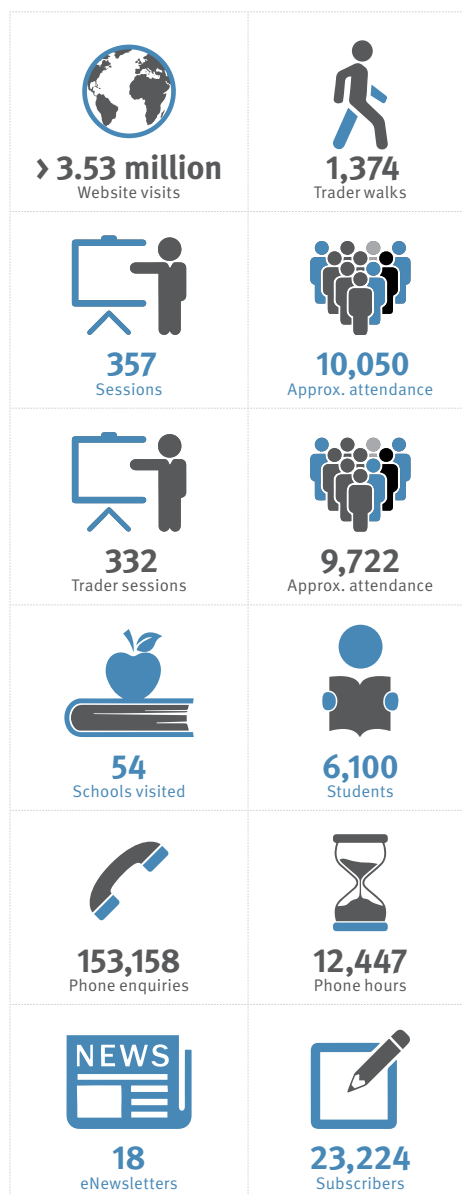 > 3.53 million
Website visits
1,374
Trader walks
357
Sessions
10,050
Approx. attendance
332
Trader sessions
9,722
Approx. attendance
54
Schools visited
6,100
Students
153,158
Phone enquiries
12,447
Phone hours
NEWS
18
eNewsletters
23,224
Subscribers